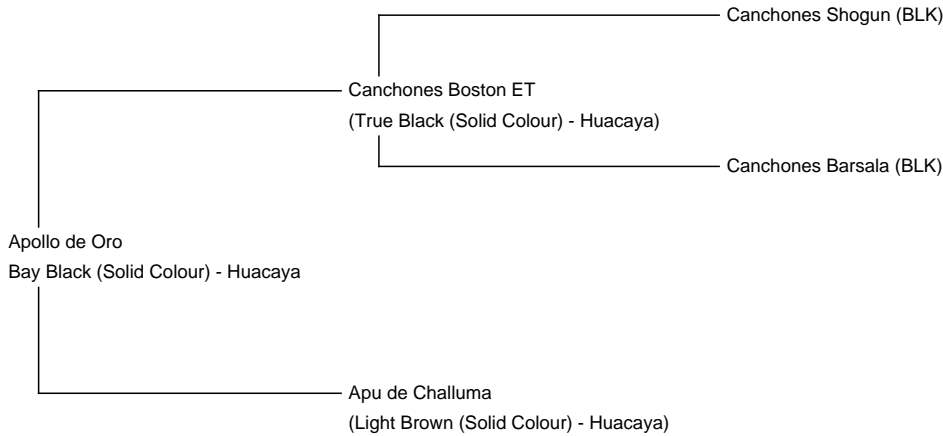 Canchones Shogun (BLK)
Canchones Boston ET
(True Black (Solid Colour) - Huacaya)
Canchones Barsala (BLK)
Apollo de Oro
Bay Black (Solid Colour) - Huacaya
Apu de Challuma
(Light Brown (Solid Colour) - Huacaya)